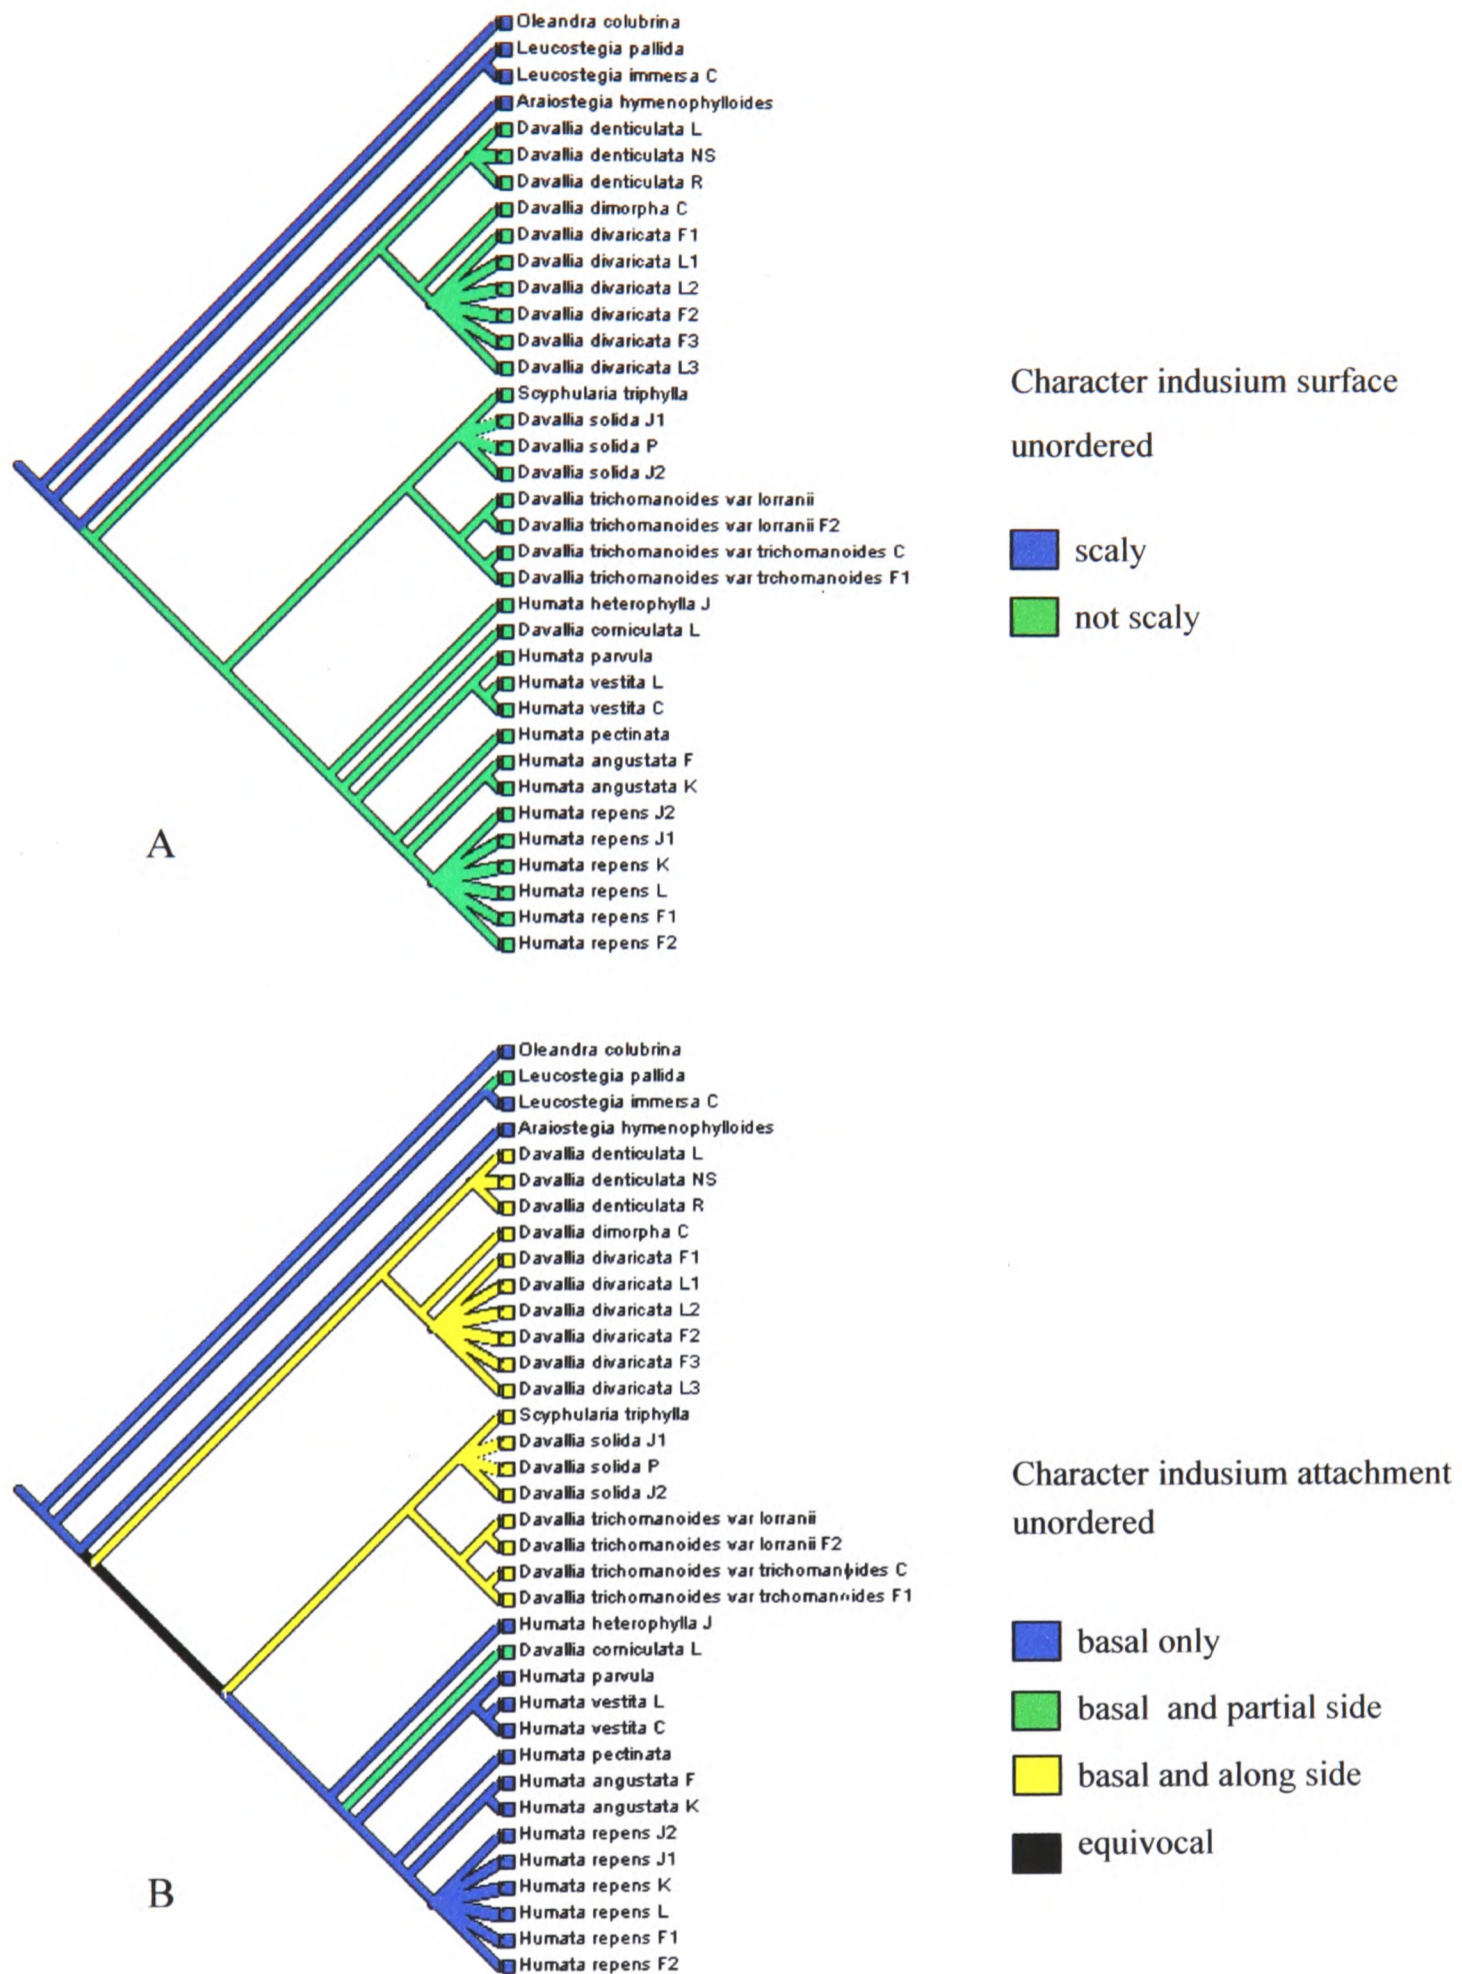 Oleandra colubrina
Leucostegia pallida
Leucostegia immersa C
Araiostegia hymenophylloides
Davallia denticulata L
Davallia denticulata NS
Davallia denticulata R
Davallia dimorpha C
Davallia divaricata F1
Davallia divaricata L1
Davallia divaricata L2
Davallia divaricata F2
Davallia divaricata F3
Davallia divaricata L3
Scyphularia triphylla
Davallia solida J1
Davallia solida P
Davallia solida J2
Davallia trichomanoides var lorranii
Davallia trichomanoides var lorranii F2
Davallia trichomanoides var trichomanoides C
Davallia trichomanoides var trchomanoides F1
Humata heterophylla J
Davallia corniculata L
Humata parvula
Humata vestita L
Humata vestita C
Humata pectinata
Humata angustata F
Humata angustata K
Humata repens J2
Humata repens J1
Humata repens K
Humata repens L
Humata repens F1
Humata repens F2
A
Character indusium surface
unordered
scaly
not scaly
Oleandra colubrina
Leucostegia pallida
Leucostegia immersa C
Araiostegia hymenophylloides
Davallia denticulata L
Davallia denticulata NS
Davallia denticulata R
Davallia dimorpha C
Davallia divaricata F1
Davallia divaricata L1
Davallia divaricata L2
Davallia divaricata F2
Davallia divaricata F3
Davallia divaricata L3
Scyphularia triphylla
Davallia solida J1
Davallia solida P
Davallia solida J2
Davallia trichomanoides var lorranii
Davallia trichomanoides var lorranii F2
Davallia trichomanoides var trichomanoides C
Davallia trichomanoides var trchomanoides F1
Humata heterophylla J
Davallia corniculata L
Humata parvula
Humata vestita L
Humata vestita C
Humata pectinata
Humata angustata F
Humata angustata K
Humata repens J2
Humata repens J1
Humata repens K
Humata repens L
Humata repens F1
Humata repens F2
B
Character indusium attachment
unordered
basal only
basal and partial side
basal and along side
equivocal